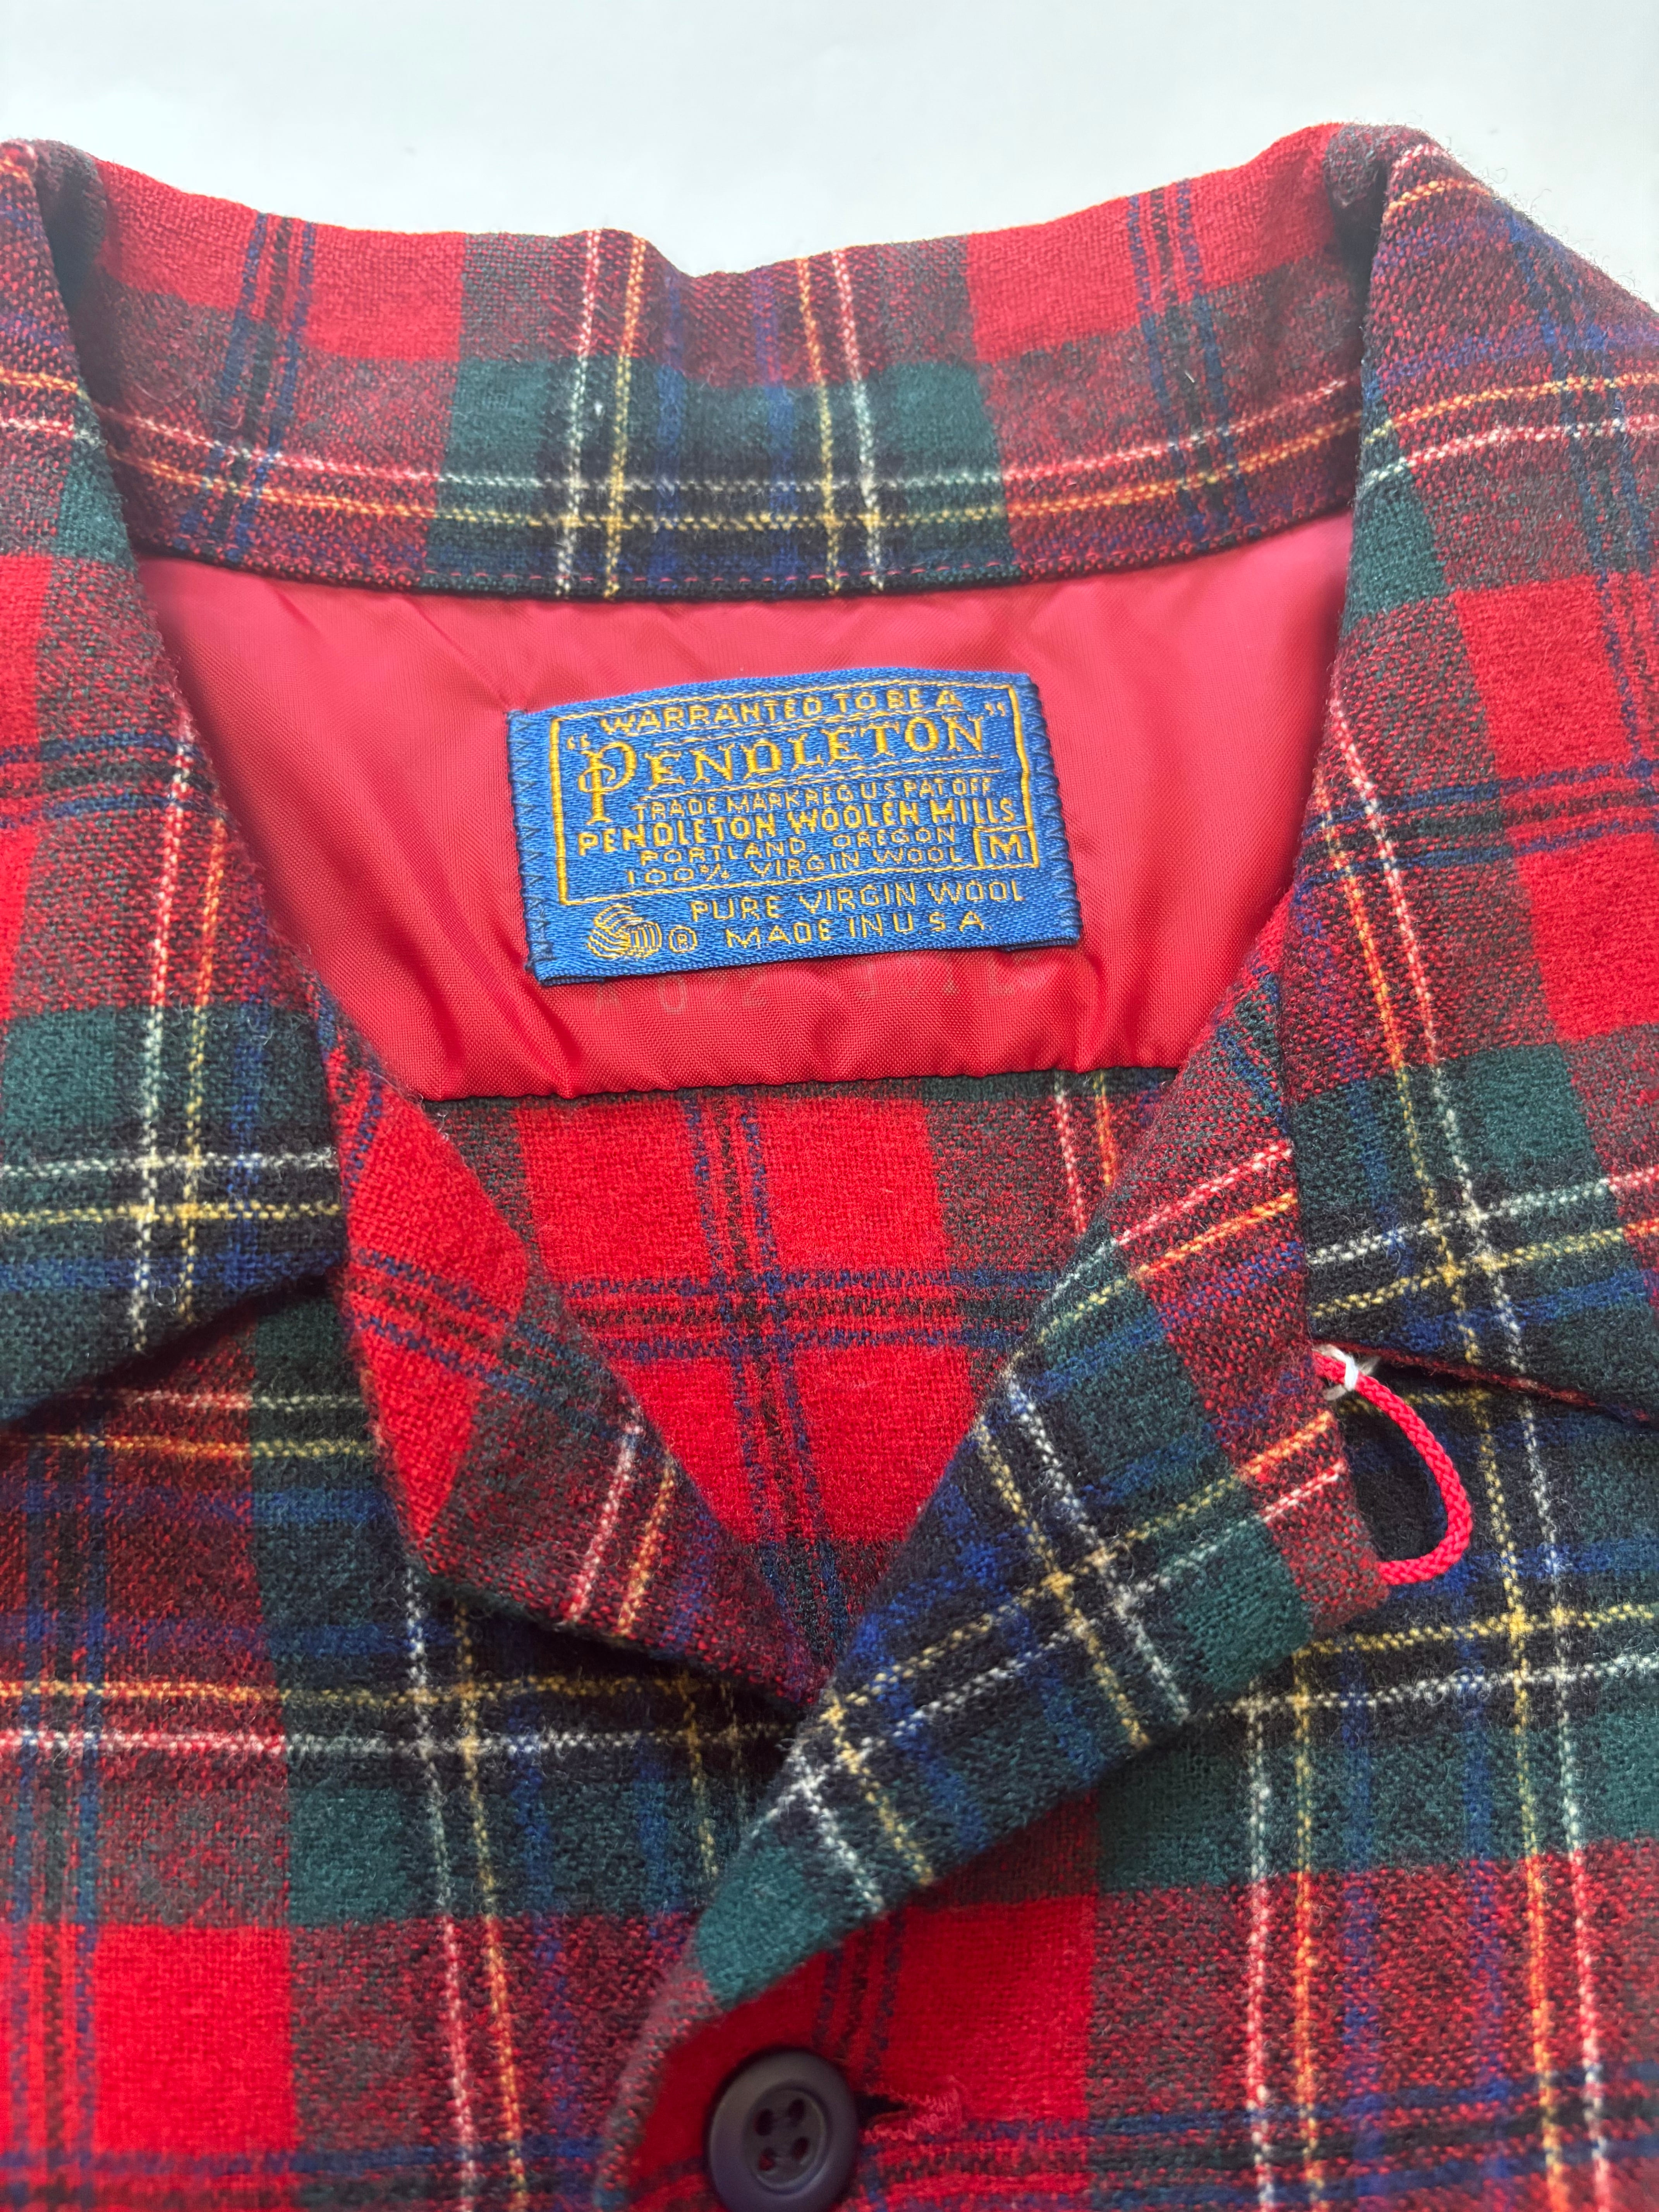 WARRANTED TO BE A
"PENDLETON"
TRADE MARK REG U S PAT OFF
PENDLETON WOOLEN MILLS
PORTLAND, OREGON
100% VIRGIN WOOL M
PURE VIRGIN WOOL
® MADE IN U S A